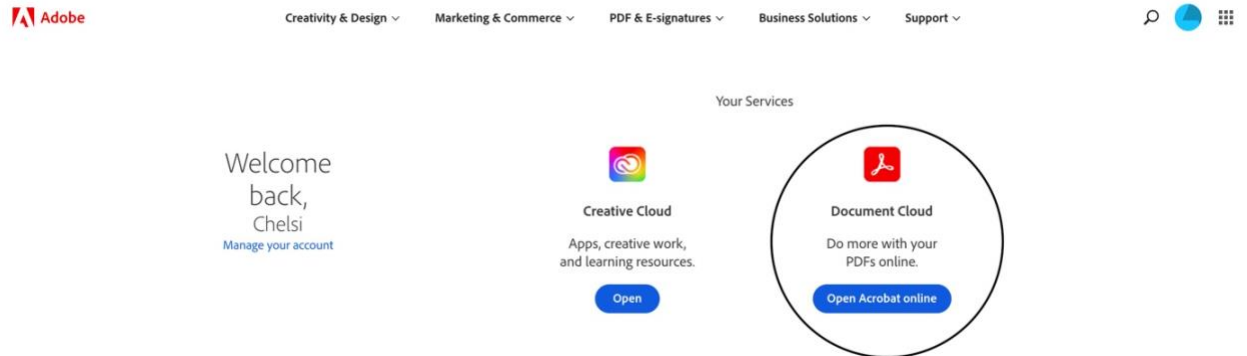 Adobe
Creativity & Design
Marketing & Commerce
PDF & E-signatures
Business Solutions
Support
Your Services
Welcome
back,
Chelsi
Manage your account
Creative Cloud
Apps, creative work,
and learning resources.
Open
Document Cloud
Do more with your
PDFs online.
Open Acrobat online